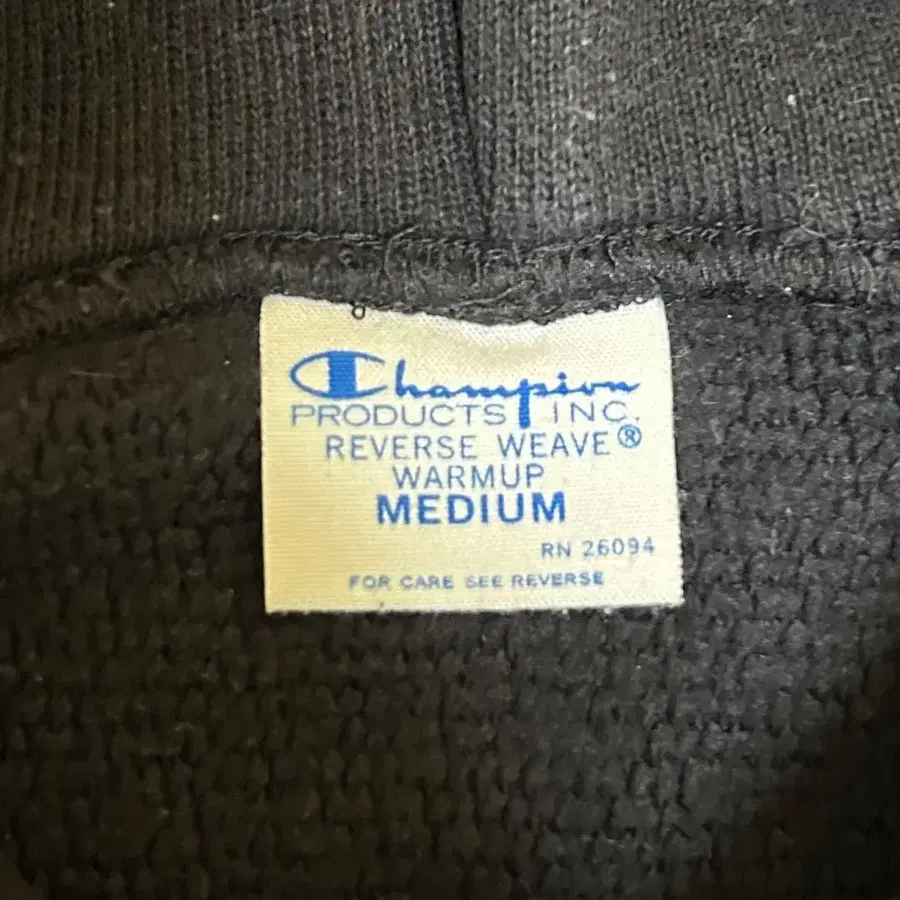 Champion
PRODUCTS INC.
REVERSE WEAVE®
WARMUP
MEDIUM
RN 26094
FOR CARE SEE REVERSE